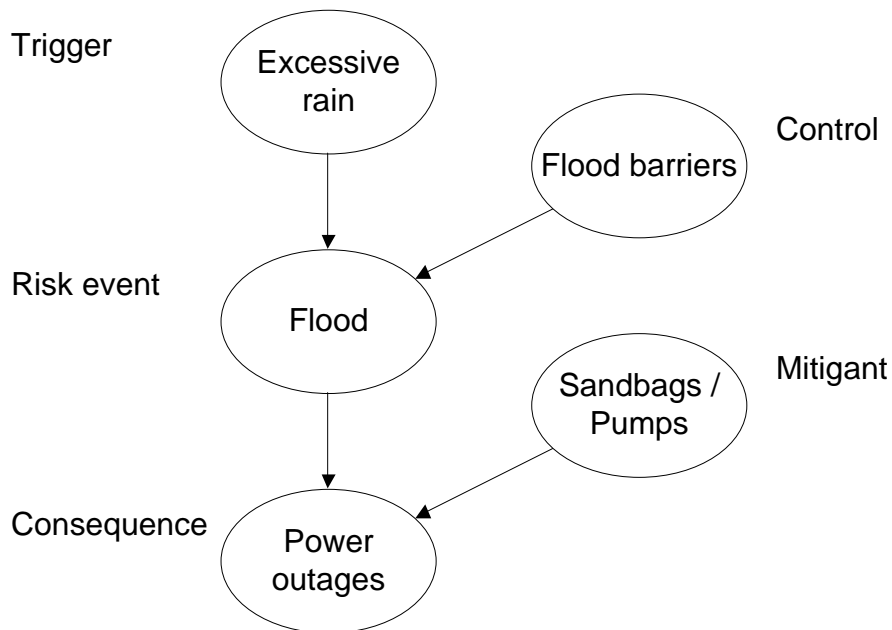 Trigger
Excessive
rain
Control
Flood barriers
Risk event
Flood
Mitigant
Sandbags /
Pumps
Consequence
Power
outages